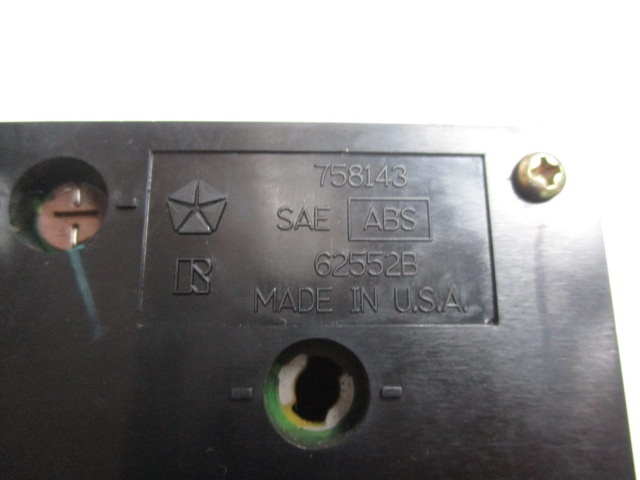 758143
SAE ABS
R 62552B
MADE IN U.S.A.